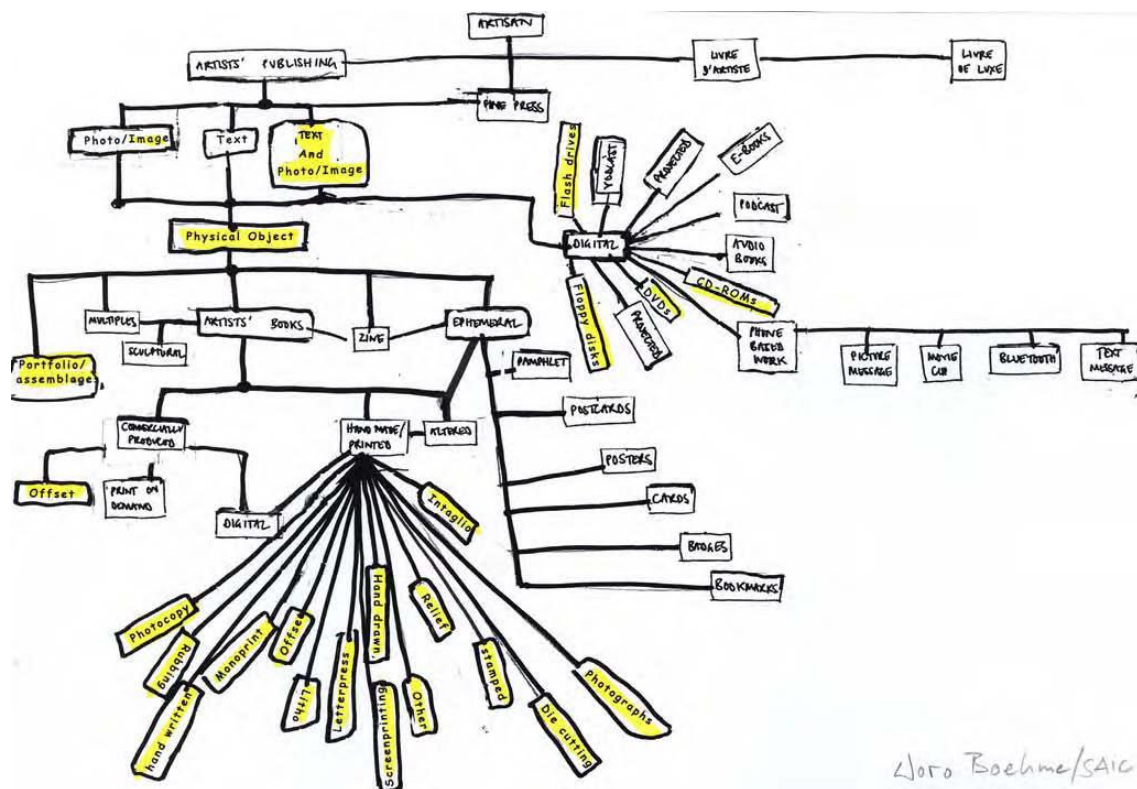 ARTISAN
ARTISTS' PUBLISHING
LIVRE
D'ARTISTE
LIVRE
DE LUXE
FINE PRESS
Photo/Image
Text
TEXT
And
Photo/Image
Flash drives
VODCAST
PROJECTED
E-BOOKS
PODCAST
DIGITAL
AUDIO
BOOKS
CD-ROMs
DVDs
PROJECTED
Floppy disks
Physical Object
PHONE
BASED
WORK
PICTURE
MESSAGE
MOVIE
CLIP
BLUETOOTH
TEXT
MESSAGE
MULTIPLES
ARTISTS' BOOKS
ZINE
EPHEMERAL
SCULPTURAL
Portfolio/
assemblage
PAMPHLET
POSTCARDS
COMMERCIALLY
PRODUCED
HANDMADE/
PRINTED
ALTERED
POSTERS
Offset
PRINT ON
DEMAND
DIGITAL
Intaglio
CARDS
BADGES
BOOKMARKS
Photocopy
Rubbing
hand written
Monoprint
Offset
Litho
Letterpress
Hand drawn.
Screenprinting
Other
Relief
stamped
Die cutting
Photographs
Boehme/SAIC